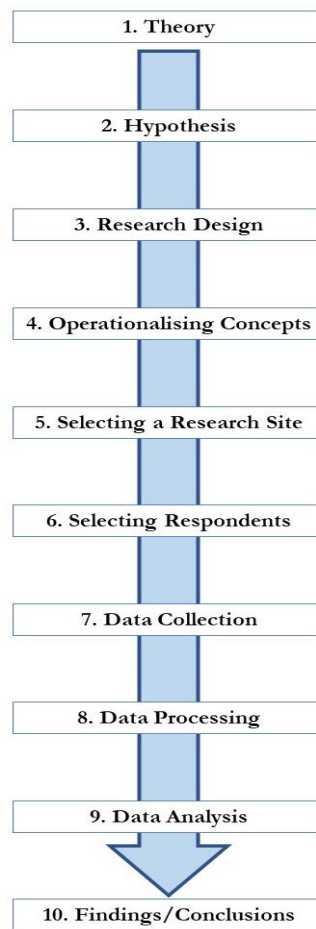 1. Theory
2. Hypothesis
3. Research Design
4. Operationalising Concepts
5. Selecting a Research Site
6. Selecting Respondents
7. Data Collection
8. Data Processing
9. Data Analysis
10. Findings/Conclusions